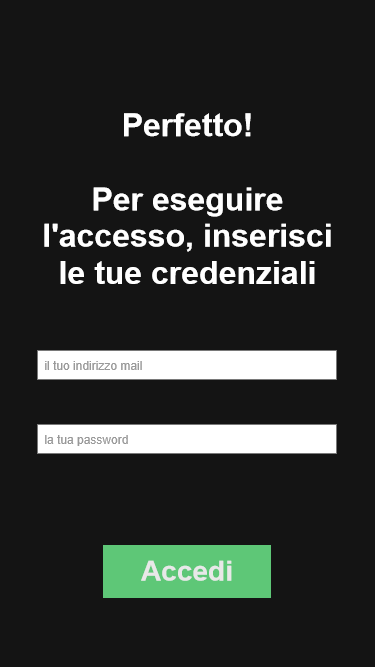 Perfetto!
Per eseguire
l'accesso, inserisci
le tue credenziali
il tuo indirizzo mail
la tua password
Accedi